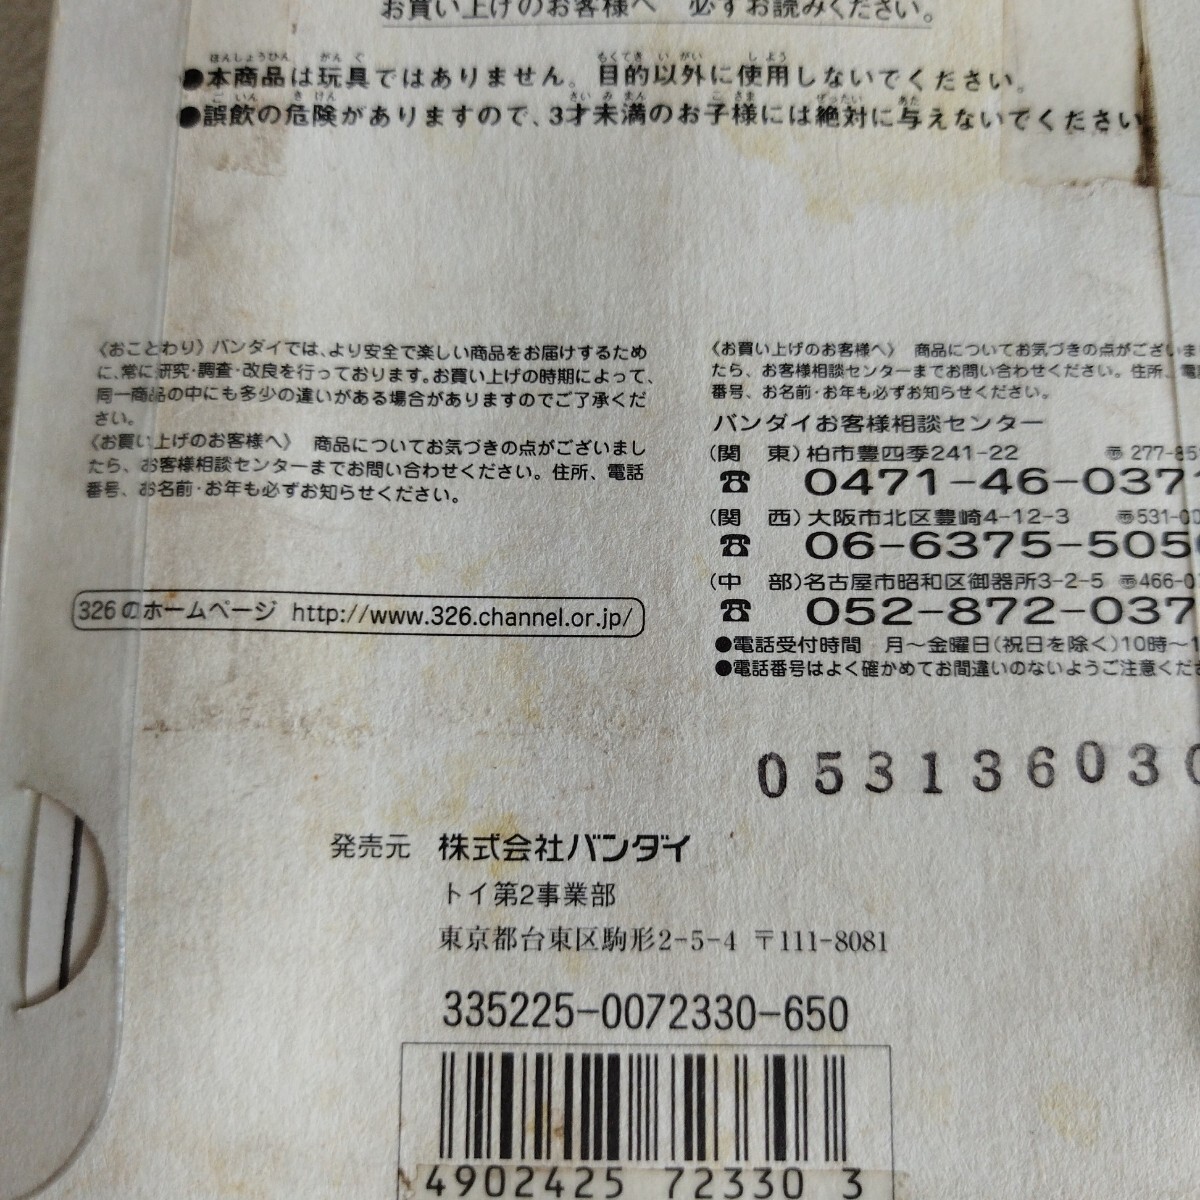 お買い上げのお客様へ 必ずお読みください。
●本商品は玩具ではありません。目的以外に使用しないでください。
●誤飲の危険がありますので、3才未満のお子様には絶対に与えないでください
〈おことわり〉バンダイでは、より安全で楽しい商品をお届けするため
に、常に研究・調査・改良を行っております。お買い上げの時期によって、
同一商品の中にも多少の違いがある場合がありますのでご了承くだ
さい。
〈お買い上げのお客様へ〉 商品についてお気づきの点がございまし
たら、お客様相談センターまでお問い合わせください。住所、電話
番号、お名前・お年も必ずお知らせください。
326のホームページ http://www.326.channel.or.jp/
〈お買い上げのお客様へ〉 商品についてお気づきの点がございま
たら、お客様相談センターまでお問い合わせください。住所、電
番号、お名前・お年も必ずお知らせください。
バンダイお客様相談センター
(関 東)柏市豊四季241-22 〒277-85
☎ 0471-46-0371
(関 西)大阪市北区豊崎4-12-3 〒531-00
☎ 06-6375-5050
(中 部)名古屋市昭和区御器所3-2-5 〒466-0
☎ 052-872-037
●電話受付時間 月〜金曜日(祝日を除く)10時〜1
●電話番号はよく確かめてお間違いのないようご注意くださ
053136030
発売元 株式会社バンダイ
トイ第2事業部
東京都台東区駒形2-5-4 〒111-8081
335225-0072330-650
4902425 72330 3